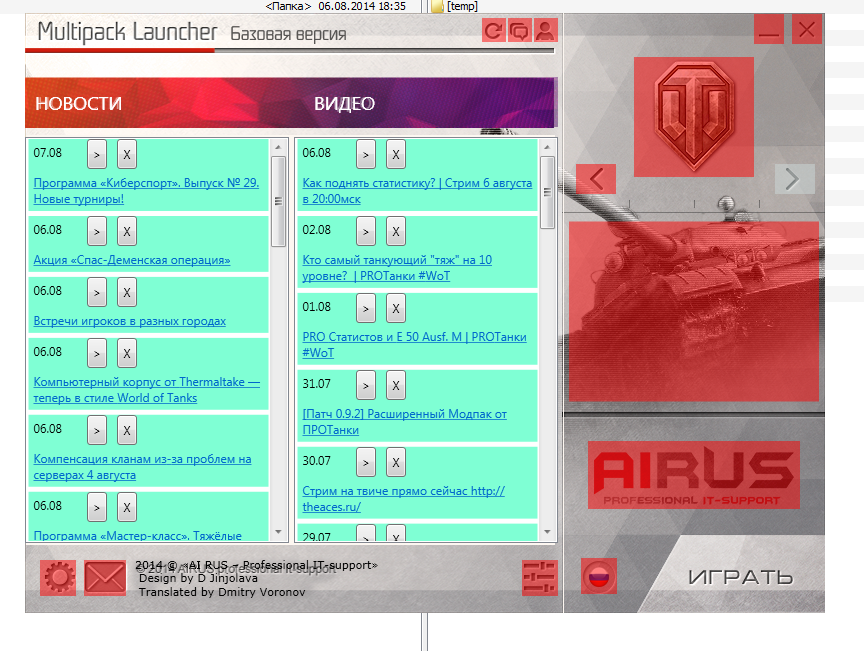 <Папка> 06.08.2014 18:35 [temp]
Multipack Launcher Базовая версия
НОВОСТИ
07.08 > X
Программа «Киберспорт». Выпуск № 29.
Новые турниры!
06.08 > X
Акция «Спас-Деменская операция»
06.08 > X
Встречи игроков в разных городах
06.08 > X
Компьютерный корпус от Thermaltake —
теперь в стиле World of Tanks
06.08 > X
Компенсация кланам из-за проблем на
серверах 4 августа
06.08 > X
Программа «Мастер-класс». Тяжёлые
ВИДЕО
06.08 > X
Как поднять статистику? | Стрим 6 августа
в 20:00мск
02.08 > X
Кто самый танкующий "тяж" на 10
уровне? | PROТанки #WoT
01.08 > X
PRO Статистов и E 50 Ausf. M | PROТанки
#WoT
31.07 > X
[Патч 0.9.2] Расширенный Модпак от
ПРОТанки
30.07 > X
Стрим на твиче прямо сейчас http://
theaces.ru/
29.07 > X
AIRUS
PROFESSIONAL IT-SUPPORT
2014 @ «AI RUS – Professional IT-support»
© 2014 AIRUS professional it-support
Design by D Jinjolava
Translated by Dmitry Voronov
ИГРАТЬ